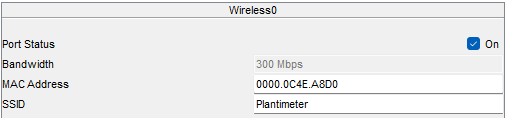 Wireless0
Port Status On
Bandwidth 300 Mbps
MAC Address 0000.0C4E.A8D0
SSID Plantimeter